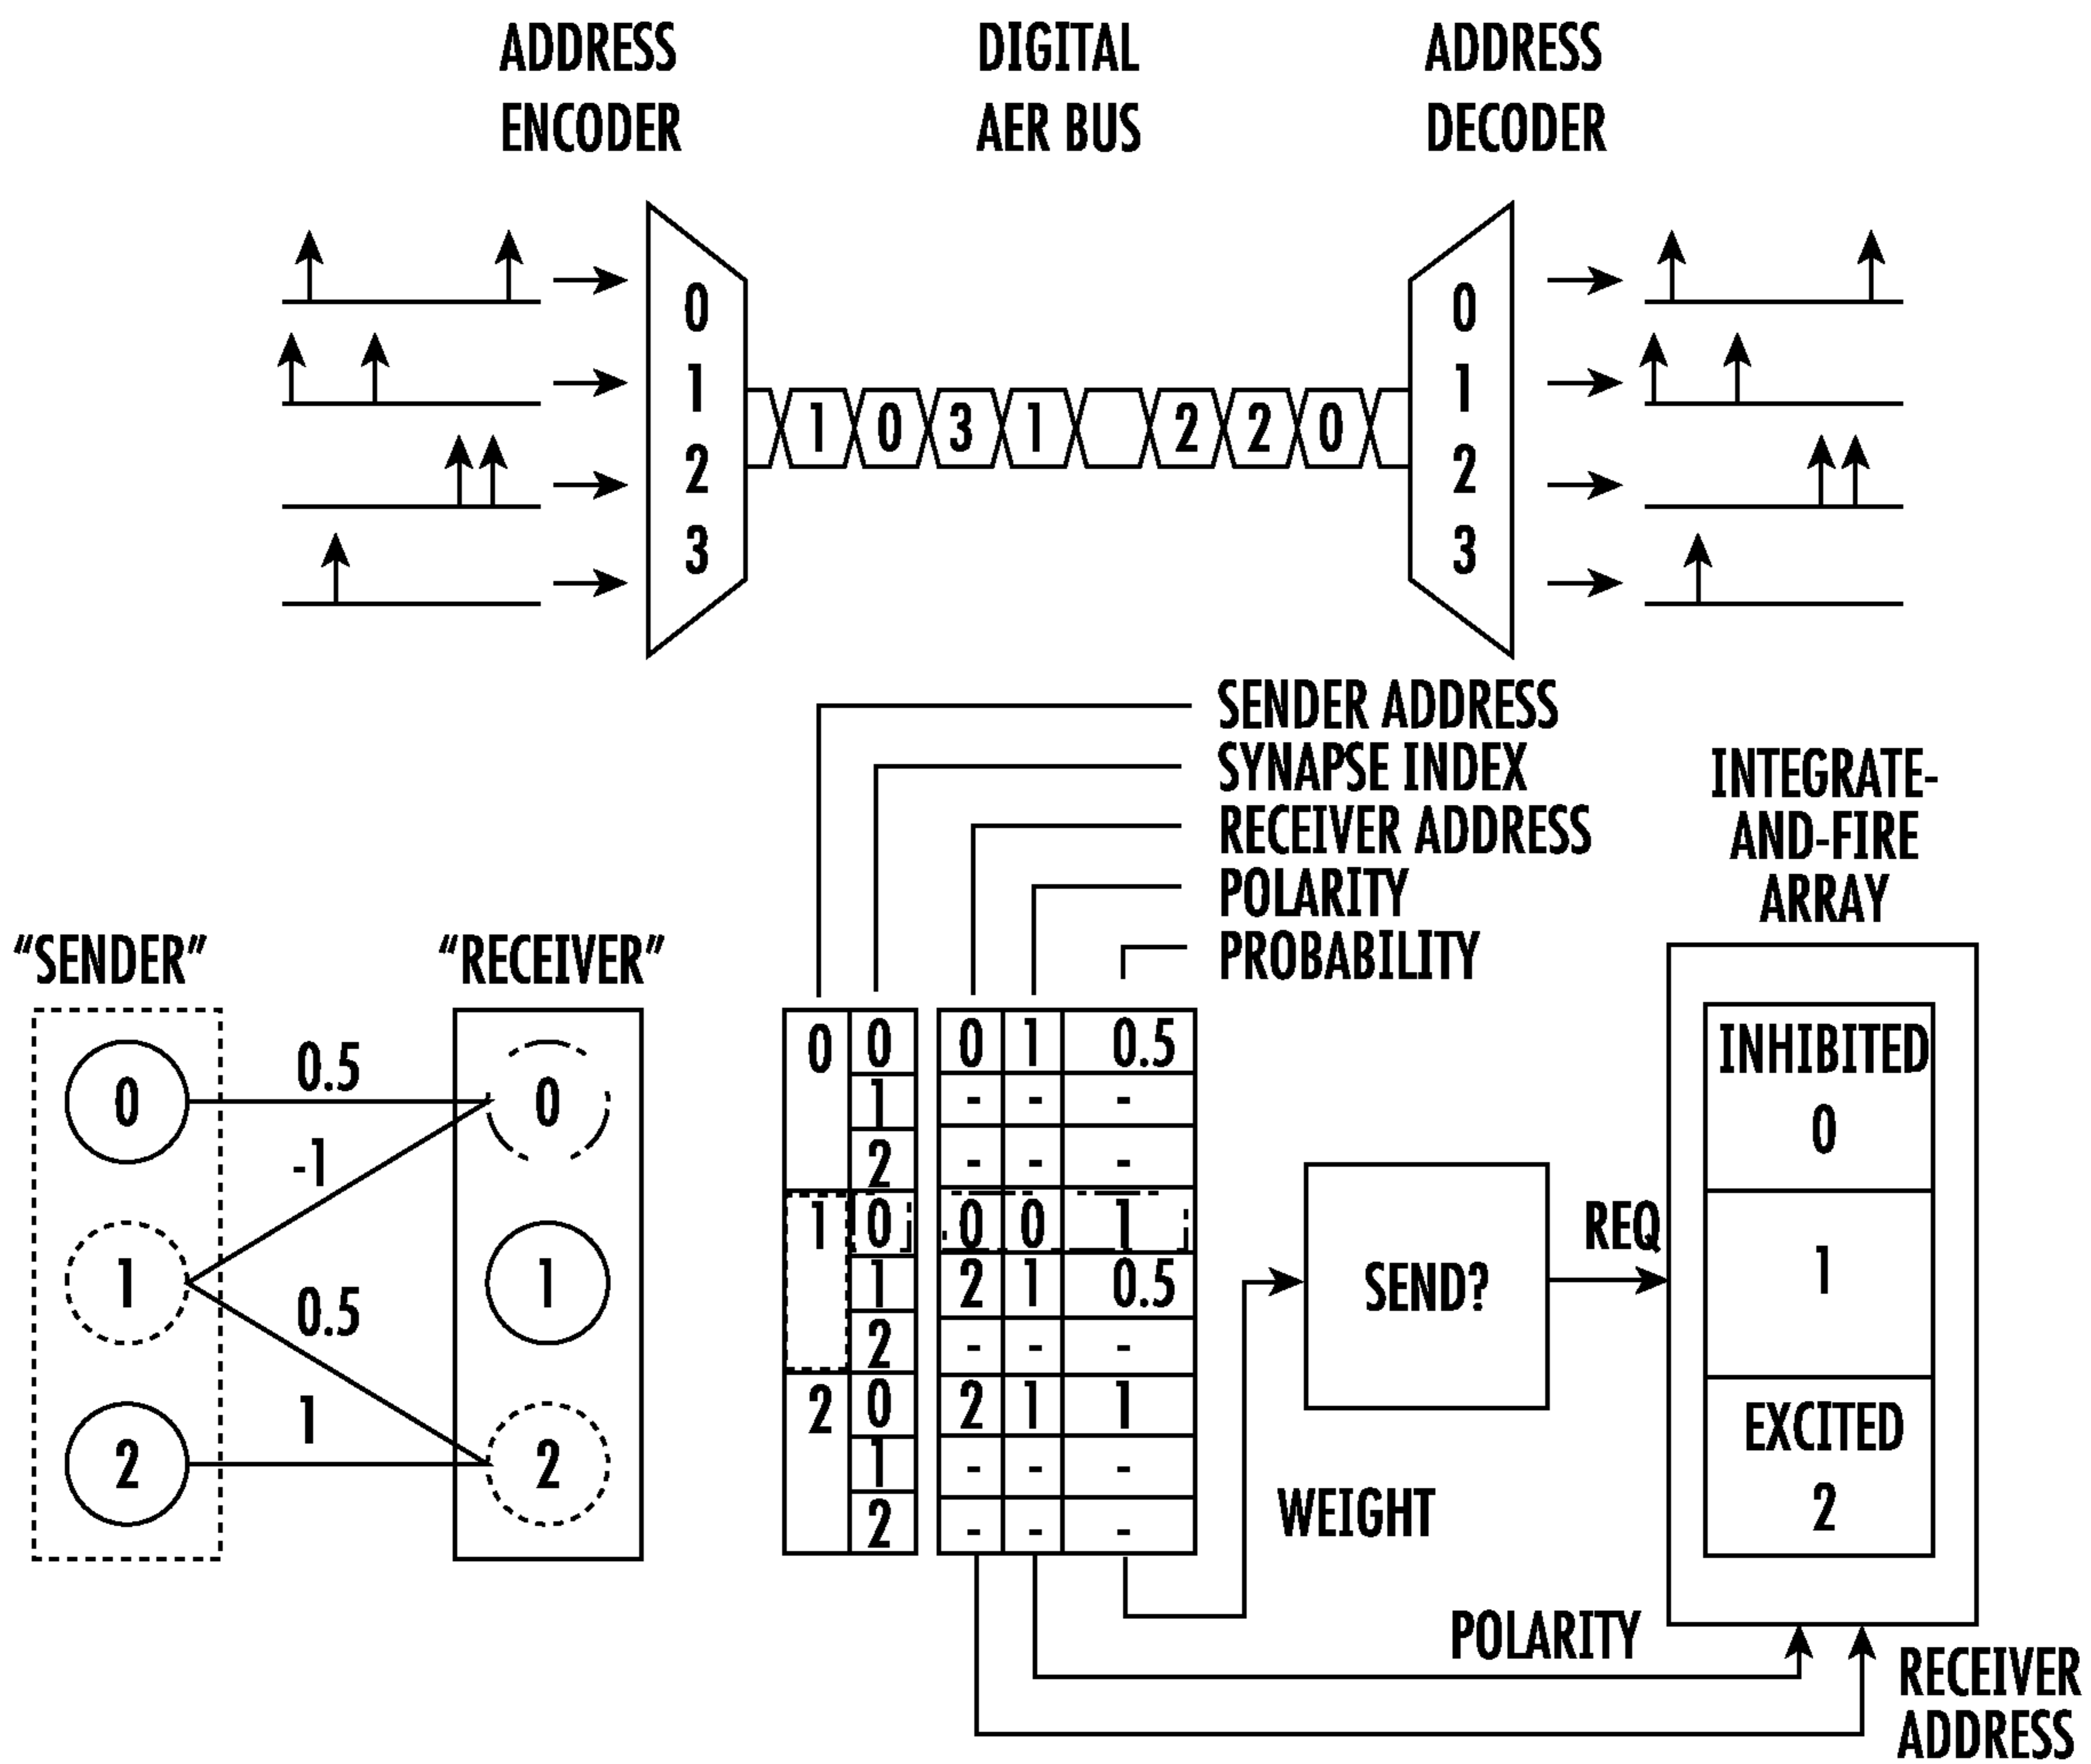 ADDRESS
ENCODER
DIGITAL
AER BUS
ADDRESS
DECODER
0
1
2
3
1 0 3 1 2 2 0
0
1
2
3
SENDER ADDRESS
SYNAPSE INDEX
RECEIVER ADDRESS
POLARITY
PROBABILITY
INTEGRATE-
AND-FIRE
ARRAY
“SENDER”
“RECEIVER”
0
1
2
0.5
-1
0.5
1
0
1
2
0 0 0 1 0.5
1 - - -
2 - - -
1 0 0 0 1
1 2 1 0.5
2 - - -
2 0 2 1 1
1 - - -
2 - - -
WEIGHT
SEND?
REQ
INHIBITED
0
1
EXCITED
2
POLARITY
RECEIVER
ADDRESS